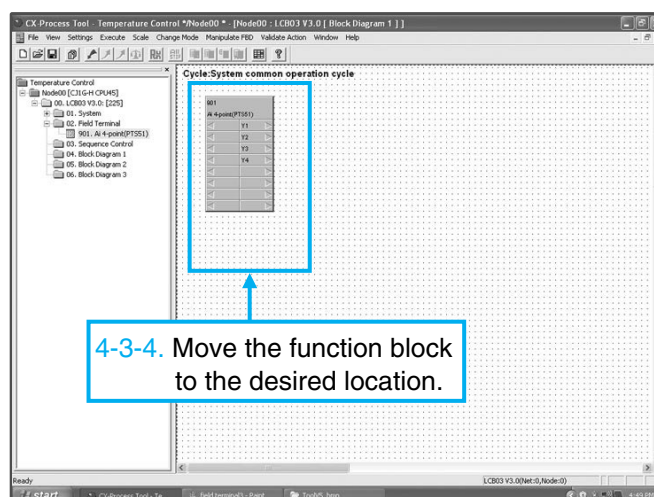 CX-Process Tool - Temperature Control */Node00 * - [Node00 : LCB03 V3.0 [ Block Diagram 1 ] ]
File View Settings Execute Scale Change Mode Manipulate FBD Validate Action Window Help
Cycle:System common operation cycle
Temperature Control
Node00 [CJ1G-H CPU45]
00. LCB03 V3.0: [225]
01. System
02. Field Terminal
901. Ai 4-point(PTS51)
03. Sequence Control
04. Block Diagram 1
05. Block Diagram 2
06. Block Diagram 3
901
Ai 4-point(PTS51)
Y1
Y2
Y3
Y4
4-3-4. Move the function block
to the desired location.
Ready
LCB03 V3.0(Net:0,Node:0)
start
CX-Process Tool - Te
field terminal3 - Paint
4:49 PM